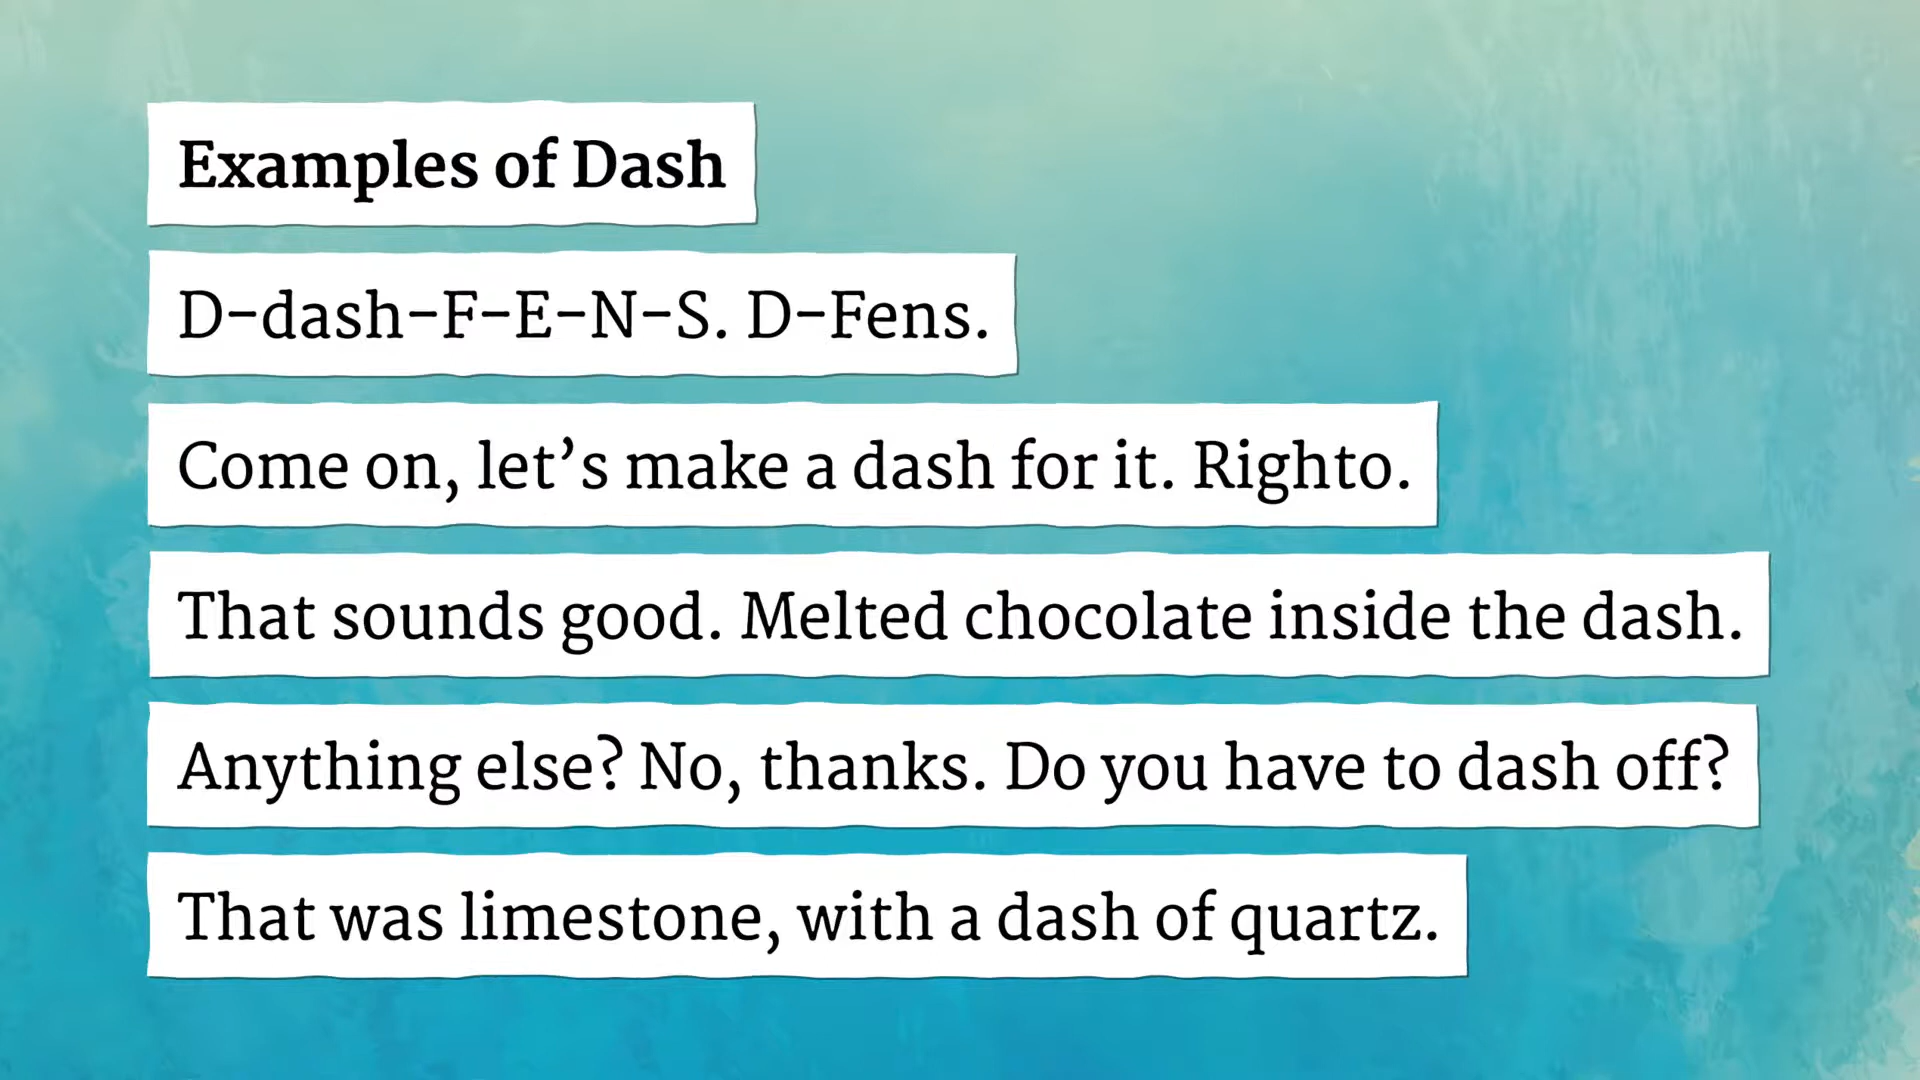 Examples of Dash
D-dash-F-E-N-S. D-Fens.
Come on, let’s make a dash for it. Righto.
That sounds good. Melted chocolate inside the dash.
Anything else? No, thanks. Do you have to dash off?
That was limestone, with a dash of quartz.